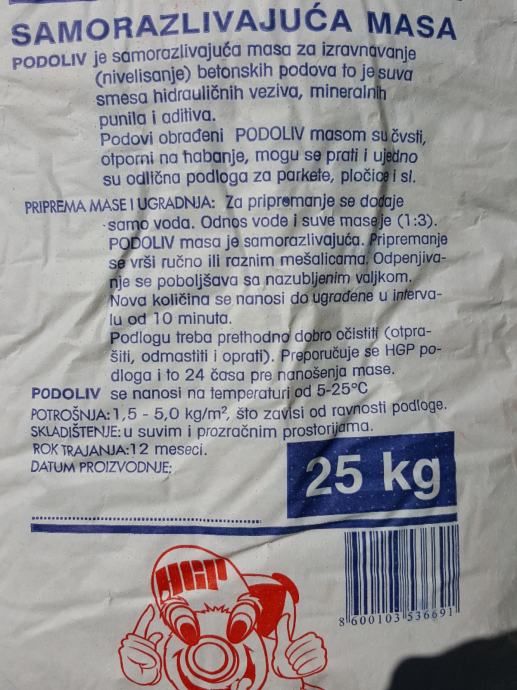 SAMORAZLIVAJUĆA MASA
PODOLIV je samorazlivajuća masa za izravnavanje
(nivelisanje) betonskih podova to je suva
smesa hidrauličnih veziva, mineralnih
punila i aditiva.
Podovi obrađeni PODOLIV masom su čvsti,
otporni na habanje, mogu se prati i ujedno
su odlična podloga za parkete, pločice i sl.
PRIPREMA MASE I UGRADNJA: Za pripremanje se dodaje
samo voda. Odnos vode i suve mase je (1:3).
PODOLIV masa je samorazlivajuća. Pripremanje
se vrši ručno ili raznim mešalicama. Odpenjiva-
nje se poboljšava sa nazubljenim valjkom.
Nova količina se nanosi do ugrađene u interva-
lu od 10 minuta.
Podlogu treba prethodno dobro očistiti (otpra-
šiti, odmastiti i oprati). Preporučuje se HGP po-
dloga i to 24 časa pre nanošenja mase.
PODOLIV se nanosi na temperaturi od 5-25°C
POTROŠNJA: 1,5 - 5,0 kg/m², što zavisi od ravnosti podloge.
SKLADIŠTENJE: u suvim i prozračnim prostorijama.
ROK TRAJANJA: 12 meseci.
DATUM PROIZVODNJE:
25 kg
HGP
8 600103 536691